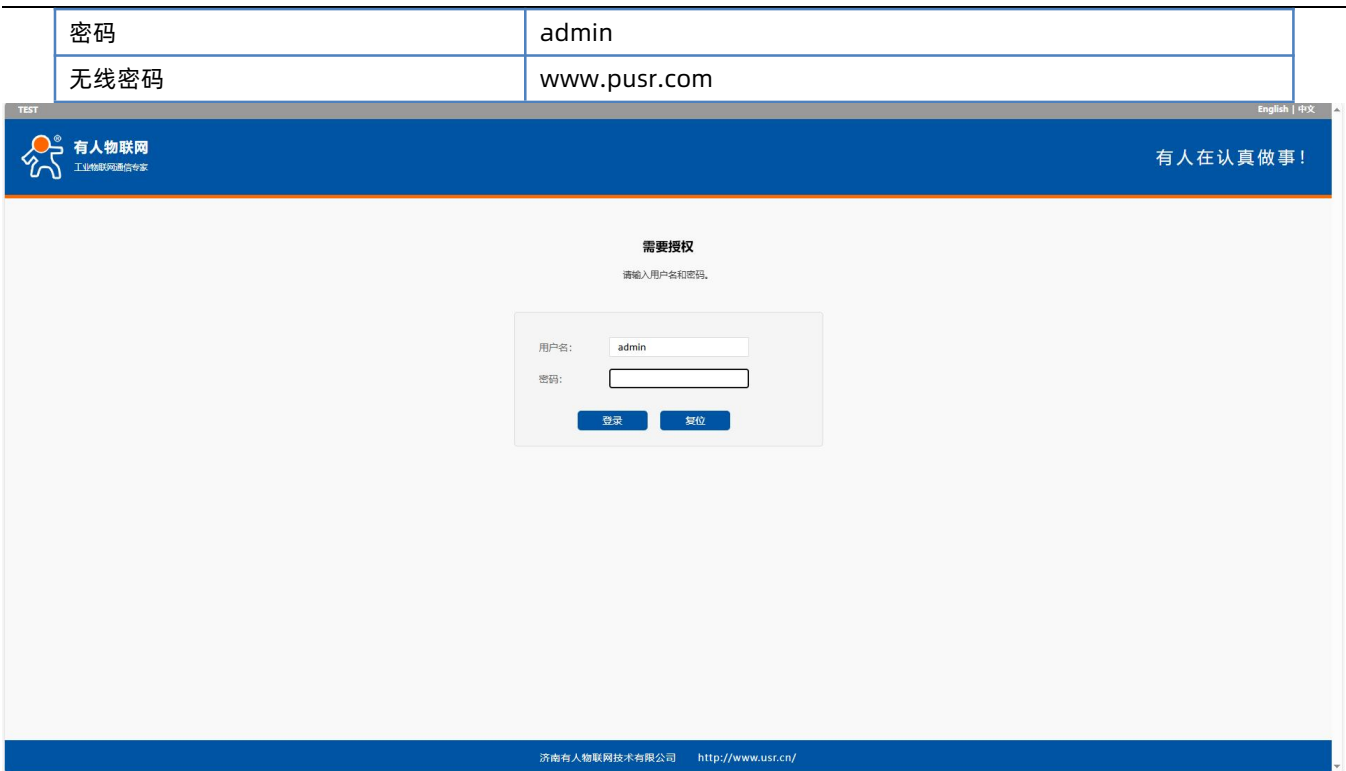 密码 admin
无线密码 www.pusr.com
TEST English | 中文
有人物联网®
工业物联网通信专家
有人在认真做事！
需要授权
请输入用户名和密码。
用户名： admin
密码：
登录 复位
济南有人物联网技术有限公司 http://www.usr.cn/